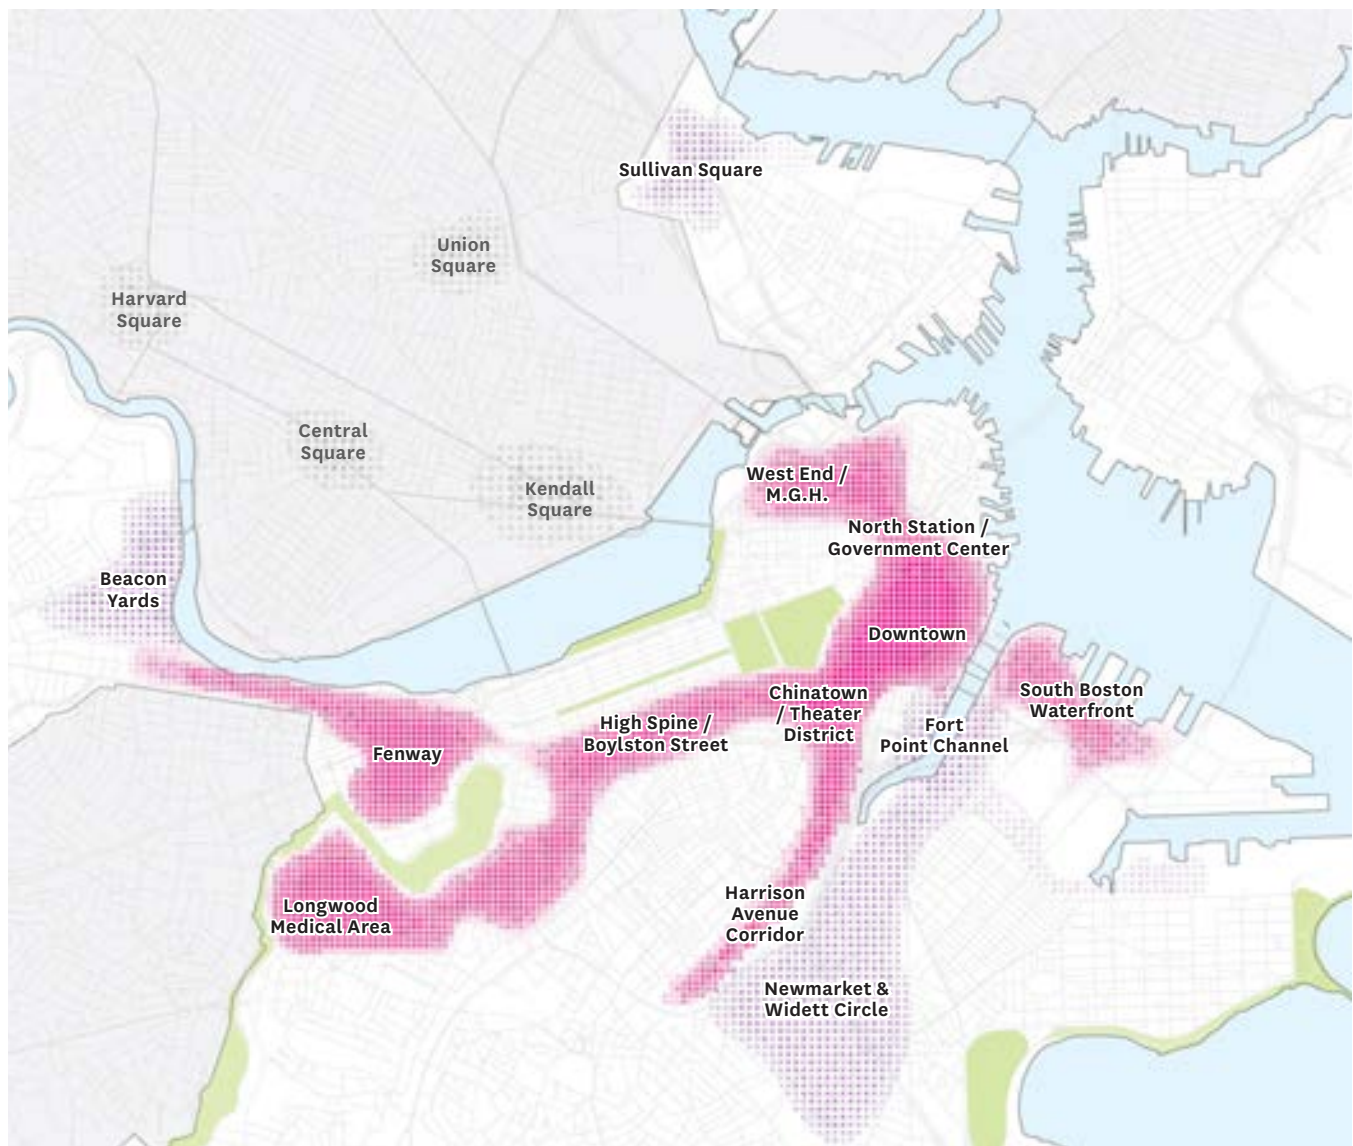 Sullivan Square
Union
Square
Harvard
Square
Central
Square
Kendall
Square
West End /
M.G.H.
North Station /
Government Center
Beacon
Yards
Downtown
Chinatown
/ Theater
District
South Boston
Waterfront
High Spine /
Boylston Street
Fort
Point Channel
Fenway
Longwood
Medical Area
Harrison
Avenue
Corridor
Newmarket &
Widett Circle